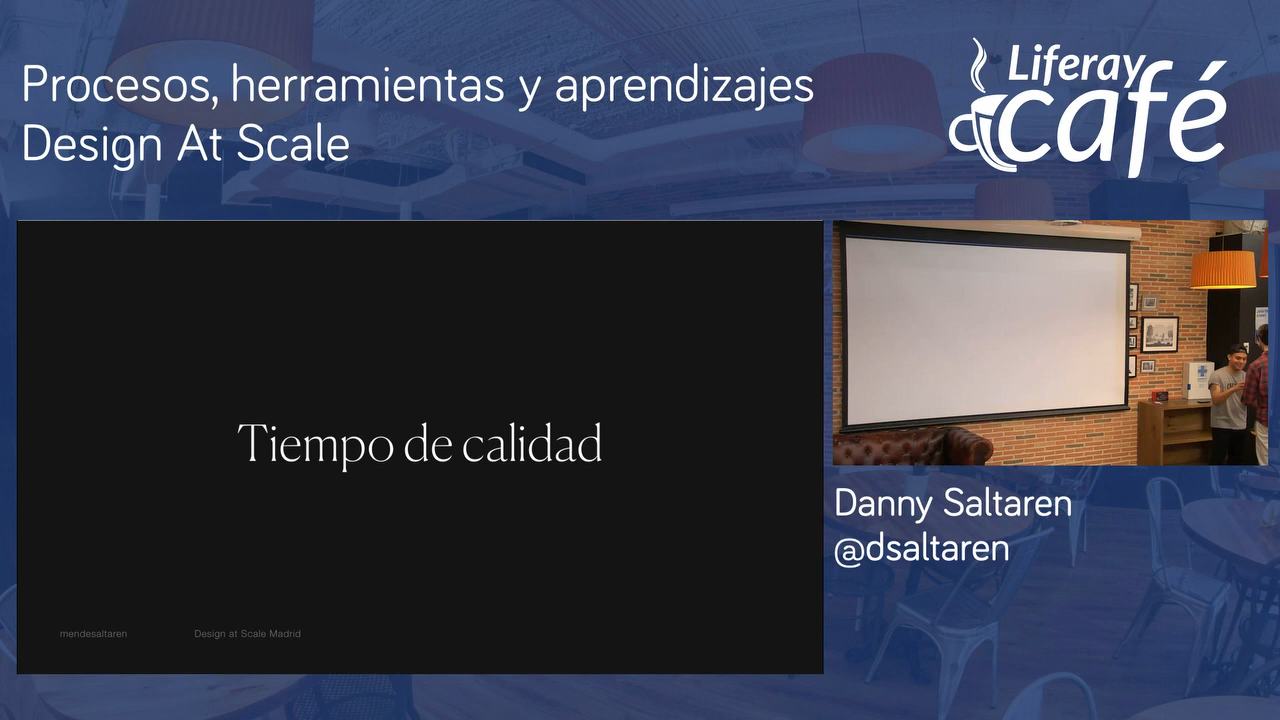 Procesos, herramientas y aprendizajes
Design At Scale
Liferay
café
Tiempo de calidad
mendesaltaren
Design at Scale Madrid
Danny Saltaren
@dsaltaren